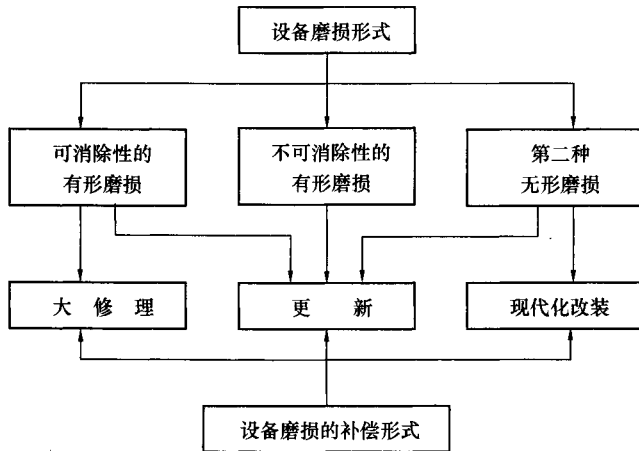 设备磨损形式
可消除性的
有形磨损
不可消除性的
有形磨损
第二种
无形磨损
大 修 理
更 新
现代化改装
设备磨损的补偿形式